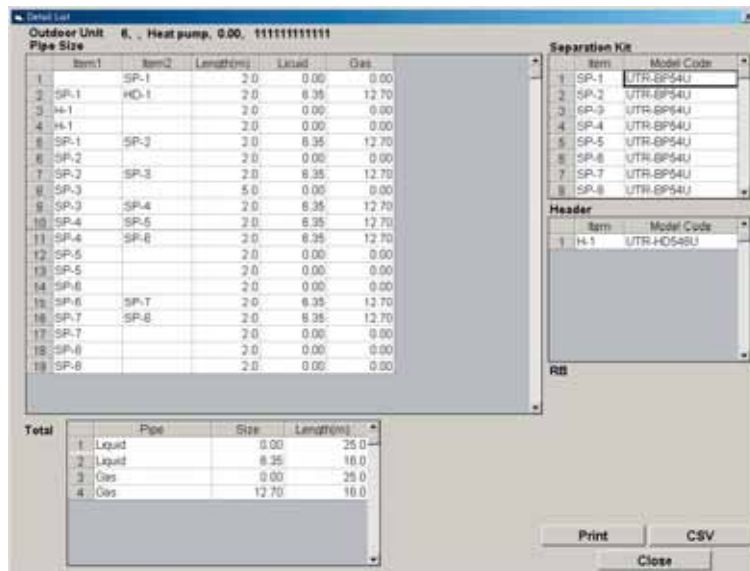 Detail List
Outdoor Unit 6, , Heat pump, 0.00, 111111111111
Pipe Size
Item1 Item2 Length(m) Liquid Gas
1 SP-1 2.0 0.00 0.00
2 SP-1 HD-1 2.0 6.35 12.70
3 H-1 2.0 0.00 0.00
4 H-1 2.0 0.00 0.00
5 SP-1 SP-2 2.0 6.35 12.70
6 SP-2 2.0 0.00 0.00
7 SP-2 SP-3 2.0 6.35 12.70
8 SP-3 5.0 0.00 0.00
9 SP-3 SP-4 2.0 6.35 12.70
10 SP-4 SP-5 2.0 6.35 12.70
11 SP-4 SP-6 2.0 6.35 12.70
12 SP-5 2.0 0.00 0.00
13 SP-5 2.0 0.00 0.00
14 SP-6 2.0 0.00 0.00
15 SP-6 SP-7 2.0 6.35 12.70
16 SP-7 SP-8 2.0 6.35 12.70
17 SP-7 2.0 0.00 0.00
18 SP-8 2.0 0.00 0.00
19 SP-8 2.0 0.00 0.00
Separation Kit
Item Model Code
1 SP-1 UTR-BP54U
2 SP-2 UTR-BP54U
3 SP-3 UTR-BP54U
4 SP-4 UTR-BP54U
5 SP-5 UTR-BP54U
6 SP-6 UTR-BP54U
7 SP-7 UTR-BP54U
8 SP-8 UTR-BP54U
Header
Item Model Code
1 H-1 UTR-HD546U
RB
Total
Pipe Size Length(m)
1 Liquid 0.00 25.0
2 Liquid 6.35 16.0
3 Gas 0.00 25.0
4 Gas 12.70 16.0
Print CSV
Close